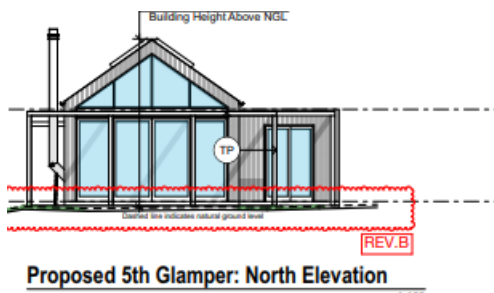 Building Height Above NGL
TP
Dashed line indicates natural ground level
REV.B
Proposed 5th Glamper: North Elevation